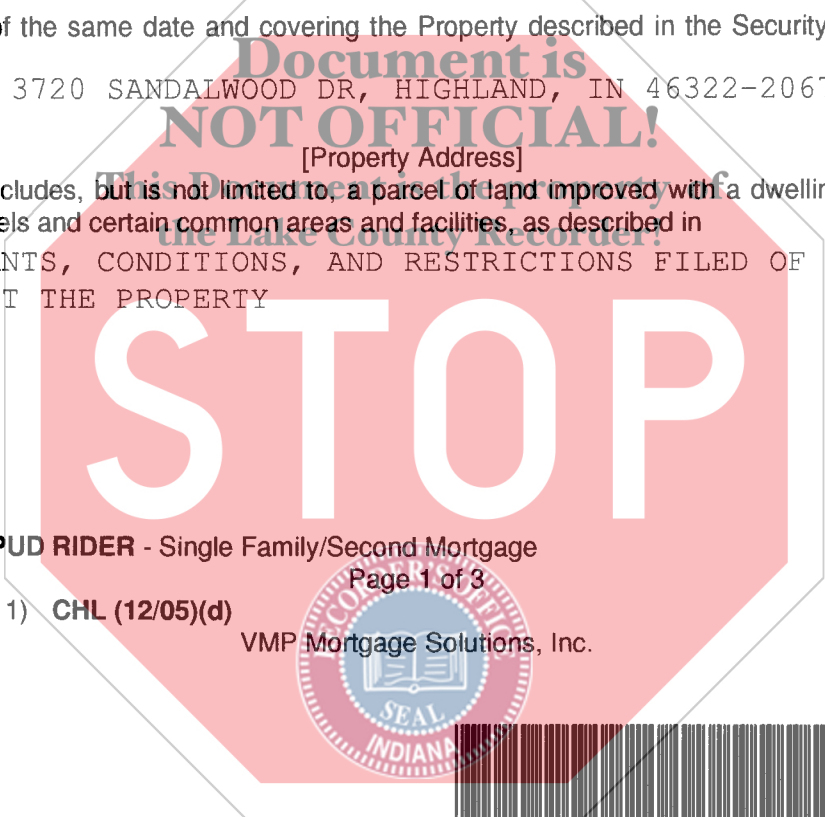 of the same date and covering the Property described in the Security
Document is
3720 SANDALWOOD DR, HIGHLAND, IN 46322-2067
NOT OFFICIAL!
[Property Address]
This Document is the property of
cludes, but is not limited to, a parcel of land improved with a dwellin
els and certain common areas and facilities, as described in
the Lake County Recorder!
NTS, CONDITIONS, AND RESTRICTIONS FILED OF
T THE PROPERTY
STOP
PUD RIDER - Single Family/Second Mortgage
Page 1 of 3
1) CHL (12/05)(d)
VMP Mortgage Solutions, Inc.
RECORDER'S OFFICE
SEAL
INDIANA